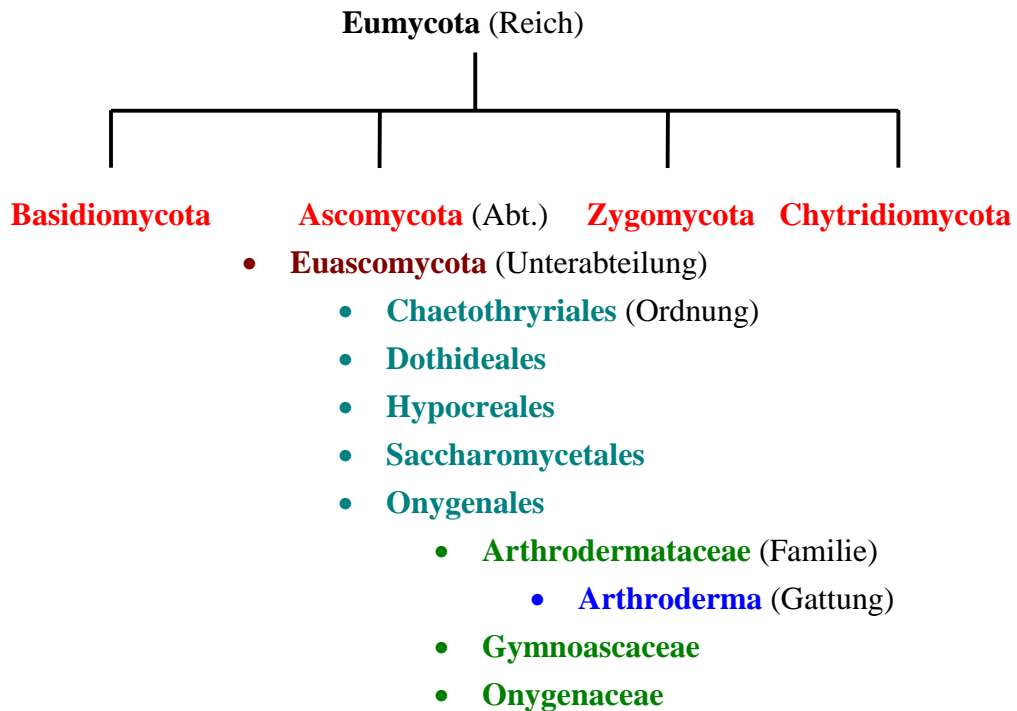 Eumycota (Reich)
Basidiomycota Ascomycota (Abt.) Zygomycota Chytridiomycota
• Euascomycota (Unterabteilung)
• Chaetothryriales (Ordnung)
• Dothideales
• Hypocreales
• Saccharomycetales
• Onygenales
• Arthrodermataceae (Familie)
• Arthroderma (Gattung)
• Gymnoascaceae
• Onygenaceae